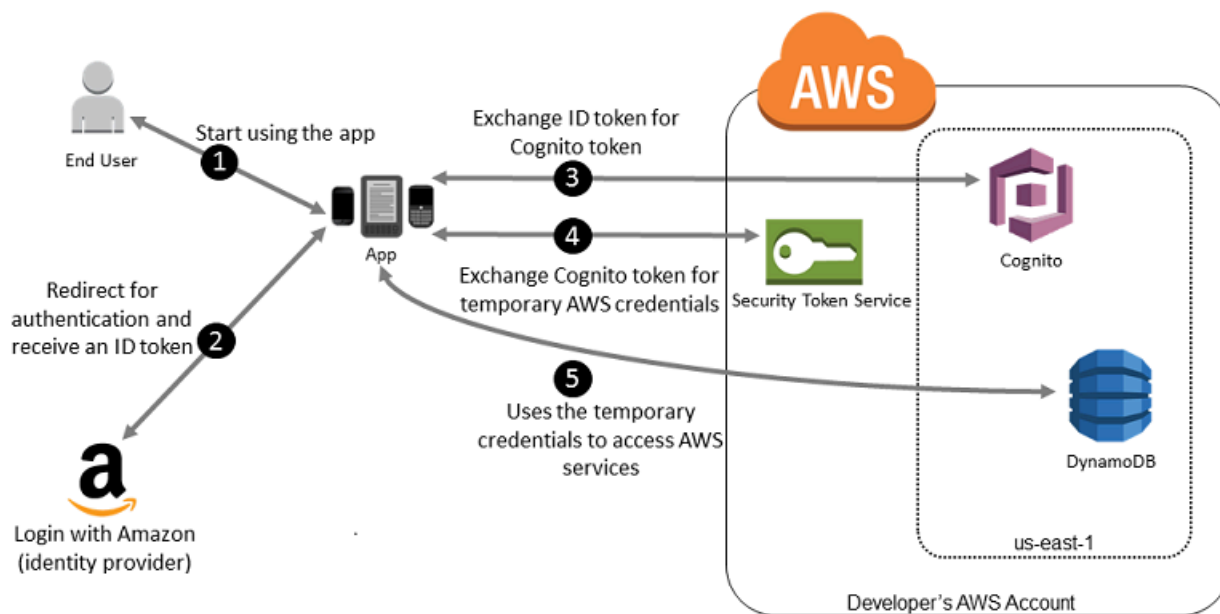 AWS
End User
Start using the app
1
Exchange ID token for
Cognito token
3
App
4
Exchange Cognito token for
temporary AWS credentials
Security Token Service
Cognito
Redirect for
authentication and
receive an ID token
2
5
Uses the temporary
credentials to access AWS
services
DynamoDB
a
Login with Amazon
(identity provider)
us-east-1
Developer's AWS Account